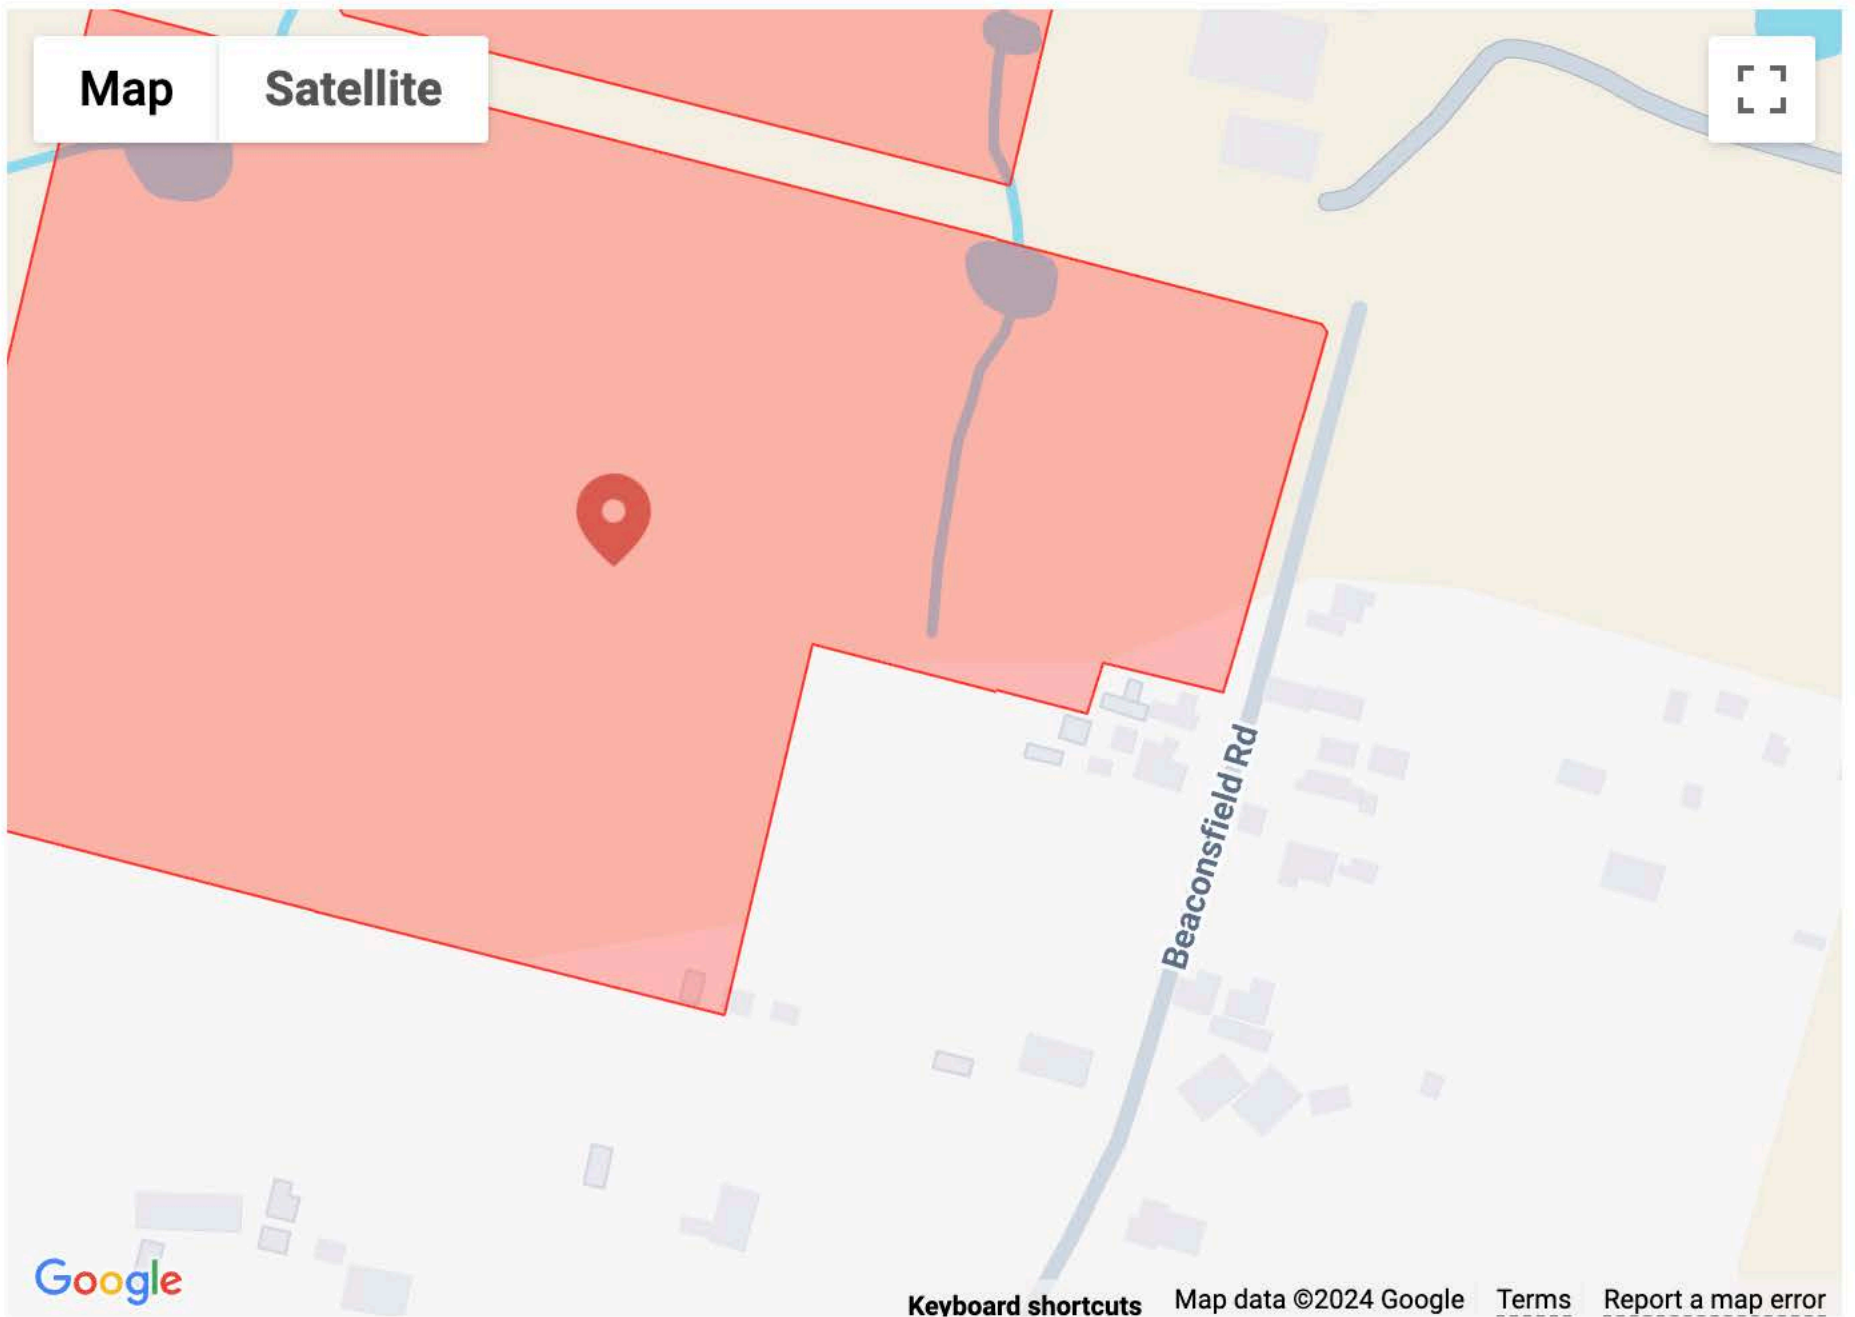 Map
Satellite
Beaconsfield Rd
Google
Keyboard shortcuts
Map data ©2024 Google
Terms
Report a map error